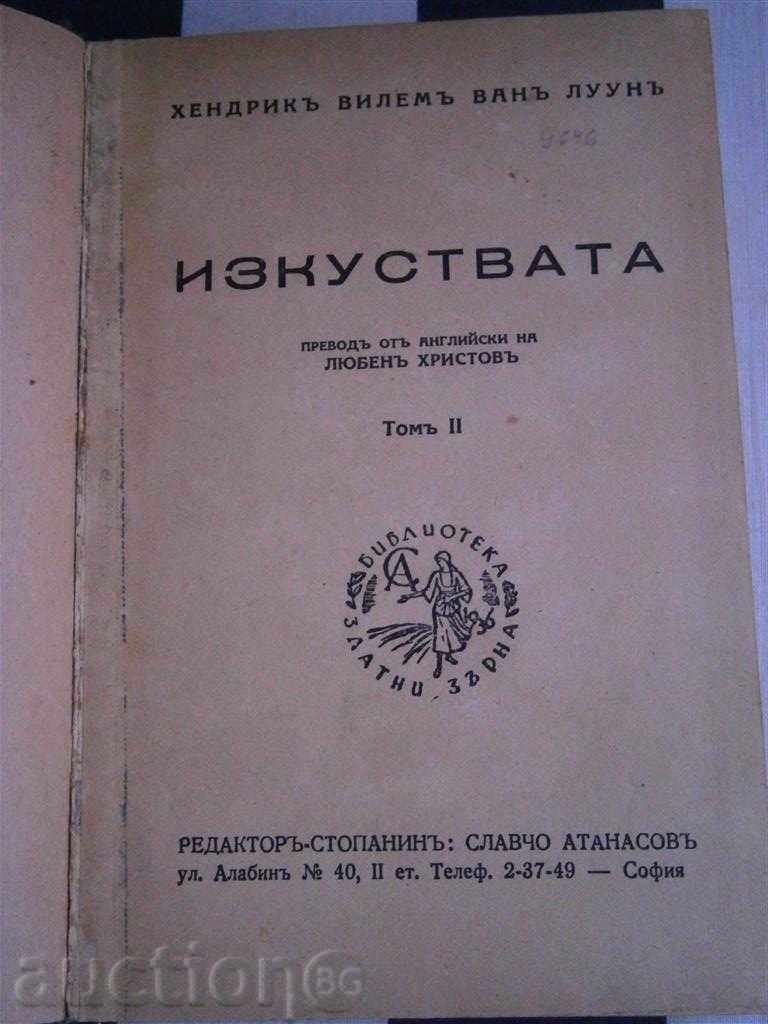 ХЕНДРИКЪ ВИЛЕМЪ ВАНЪ ЛУУНЪ
ИЗКУСТВАТА
ПРЕВОДЪ ОТЪ АНГЛИЙСКИ НА
ЛЮБЕНЪ ХРИСТОВЪ
Томъ II
БИБЛИОТЕКА
СА
ЗЛАТНИ ЗЪРНА
РЕДАКТОРЪ-СТОПАНИНЪ: СЛАВЧО АТАНАСОВЪ
ул. Алабинъ № 40, II ет. Телеф. 2-37-49 — София
auction BG